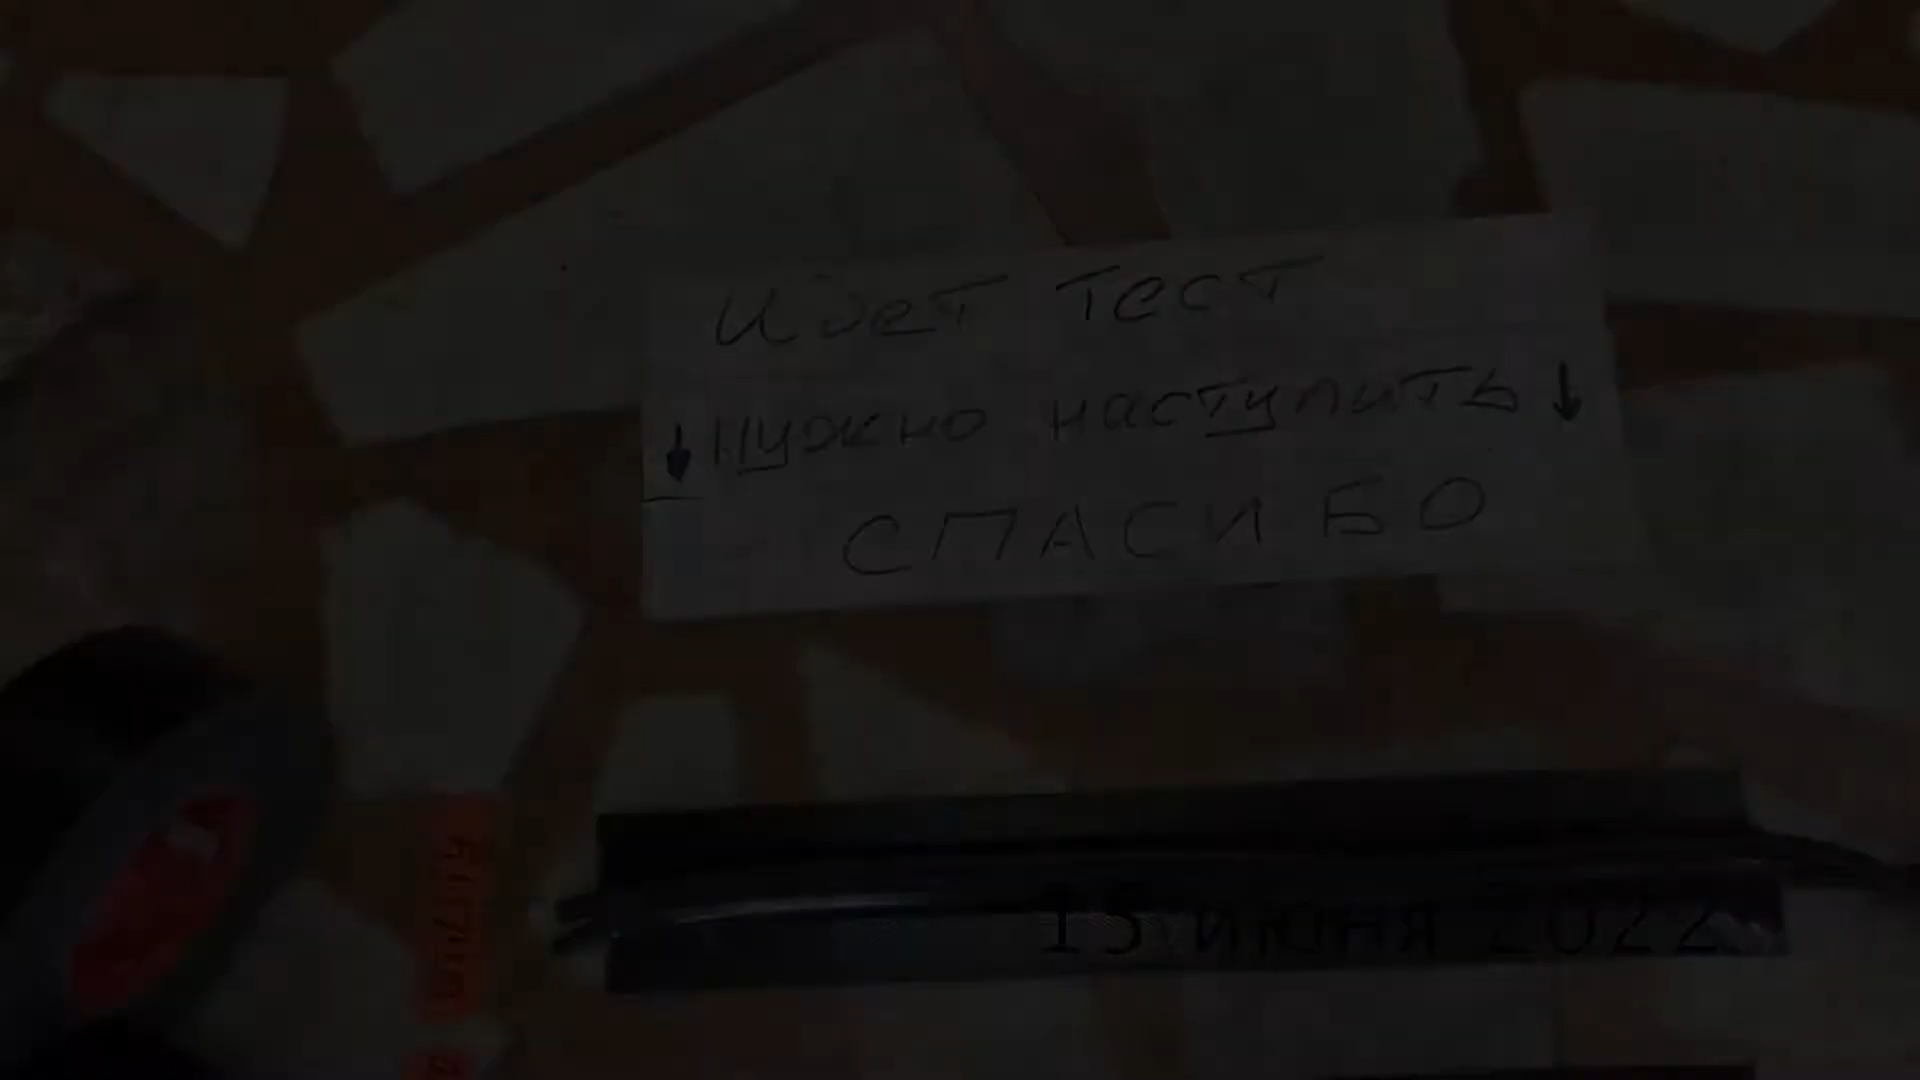 Идет тест
↓ Нужно наступить ↓
СПАСИБО
15 июня 2022